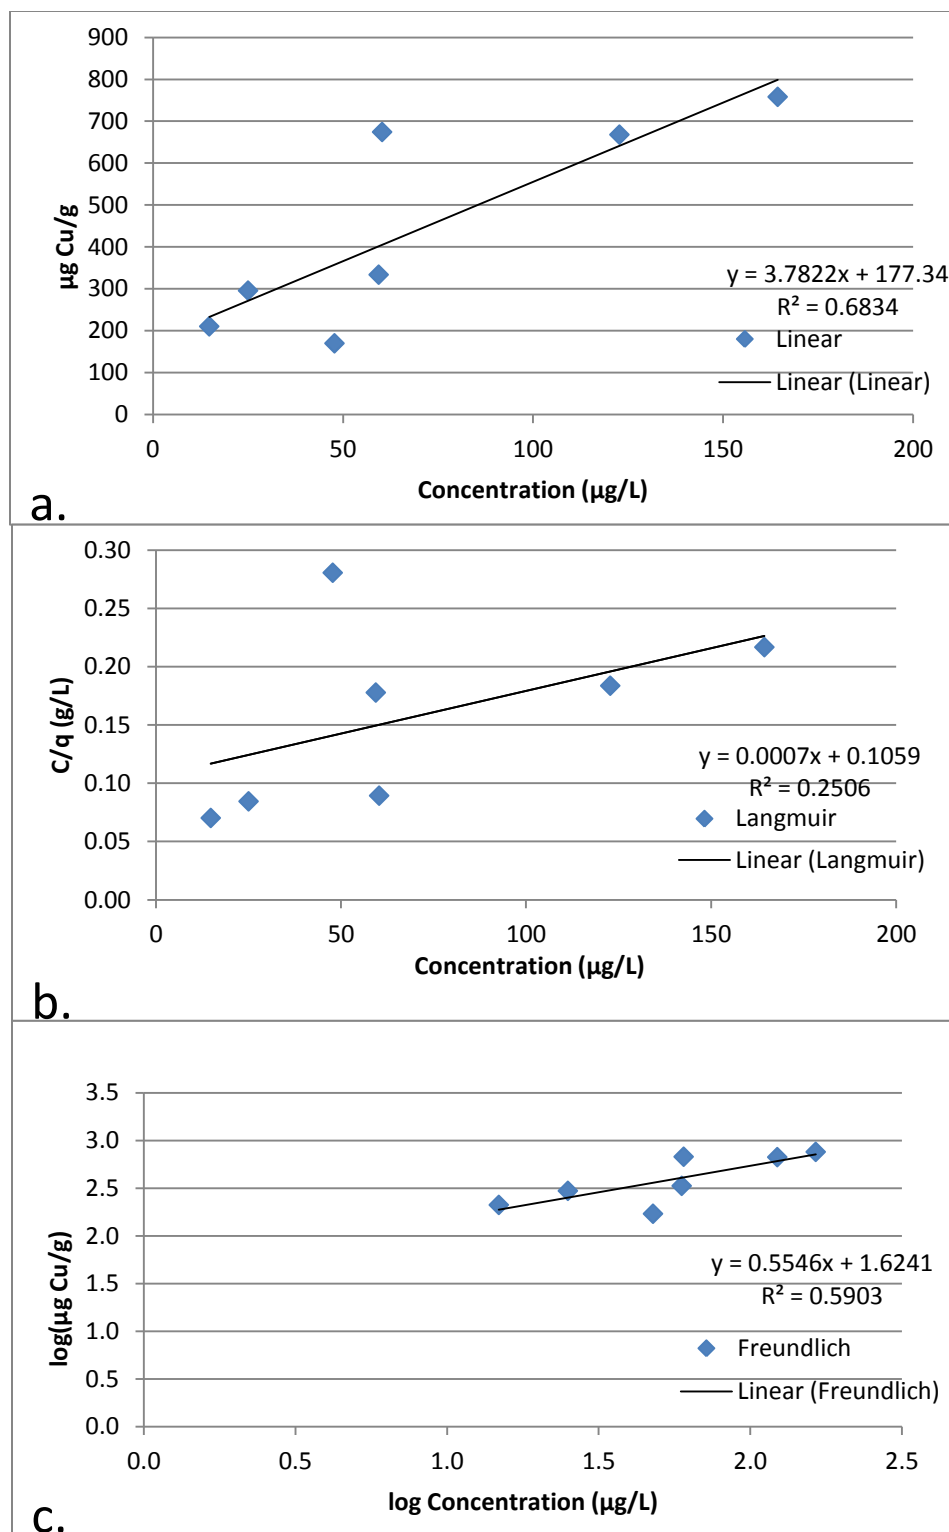 900
800
700
600
500
400
300
200
100
0
µg Cu/g
y = 3.7822x + 177.34
R² = 0.6834
Linear
Linear (Linear)
0 50 100 150 200
Concentration (µg/L)
a.
0.30
0.25
0.20
0.15
0.10
0.05
0.00
C/q (g/L)
y = 0.0007x + 0.1059
R² = 0.2506
Langmuir
Linear (Langmuir)
0 50 100 150 200
Concentration (µg/L)
b.
3.5
3.0
2.5
2.0
1.5
1.0
0.5
0.0
log(µg Cu/g)
y = 0.5546x + 1.6241
R² = 0.5903
Freundlich
Linear (Freundlich)
0.0 0.5 1.0 1.5 2.0 2.5
log Concentration (µg/L)
c.